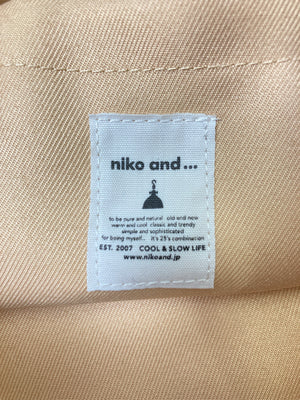 niko and ...
to be pure and natural old and new
warm and cool classic and trendy
simple and sophisticated
for being myself... it's 25's combination
EST. 2007 COOL & SLOW LIFE
www.nikoand.jp